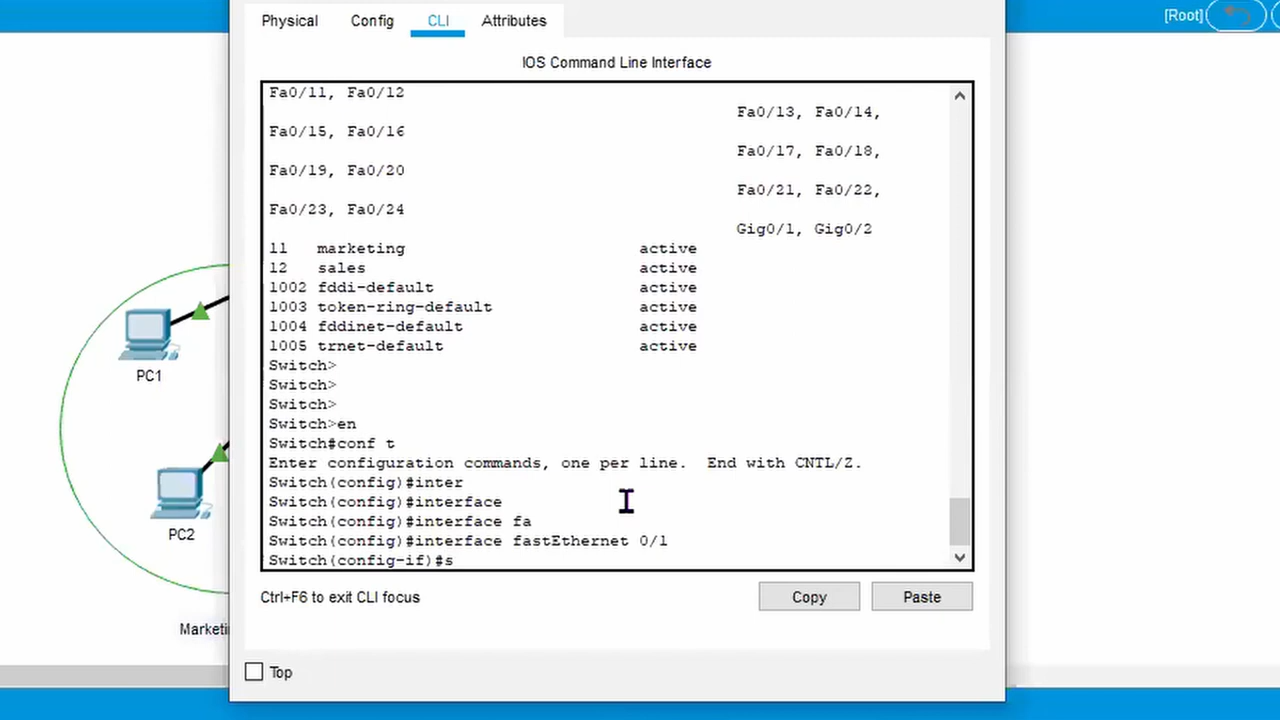 [Root]
Physical Config CLI Attributes
IOS Command Line Interface
Fa0/11, Fa0/12
Fa0/13, Fa0/14,
Fa0/15, Fa0/16
Fa0/17, Fa0/18,
Fa0/19, Fa0/20
Fa0/21, Fa0/22,
Fa0/23, Fa0/24
Gig0/1, Gig0/2
11 marketing active
12 sales active
1002 fddi-default active
1003 token-ring-default active
1004 fddinet-default active
1005 trnet-default active
Switch>
Switch>
Switch>
Switch>en
Switch#conf t
Enter configuration commands, one per line. End with CNTL/Z.
Switch(config)#inter
Switch(config)#interface
Switch(config)#interface fa
Switch(config)#interface fastEthernet 0/1
Switch(config-if)#s
Ctrl+F6 to exit CLI focus
Copy
Paste
Top
PC1
PC2
Marketi